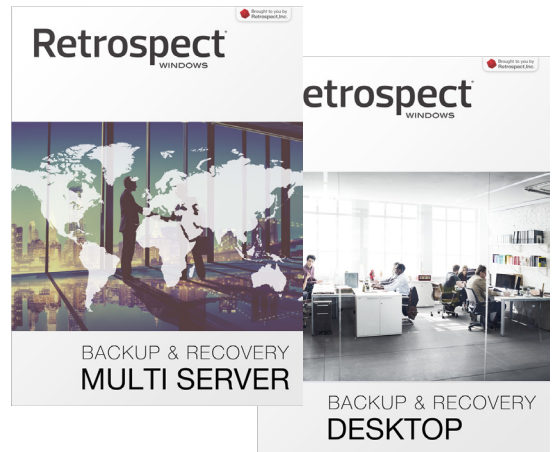 Brought to you by
Retrospect, Inc.
Retrospect
WINDOWS
BACKUP & RECOVERY
MULTI SERVER
Brought to you by
Retrospect, Inc.
etrospect
WINDOWS
BACKUP & RECOVERY
DESKTOP